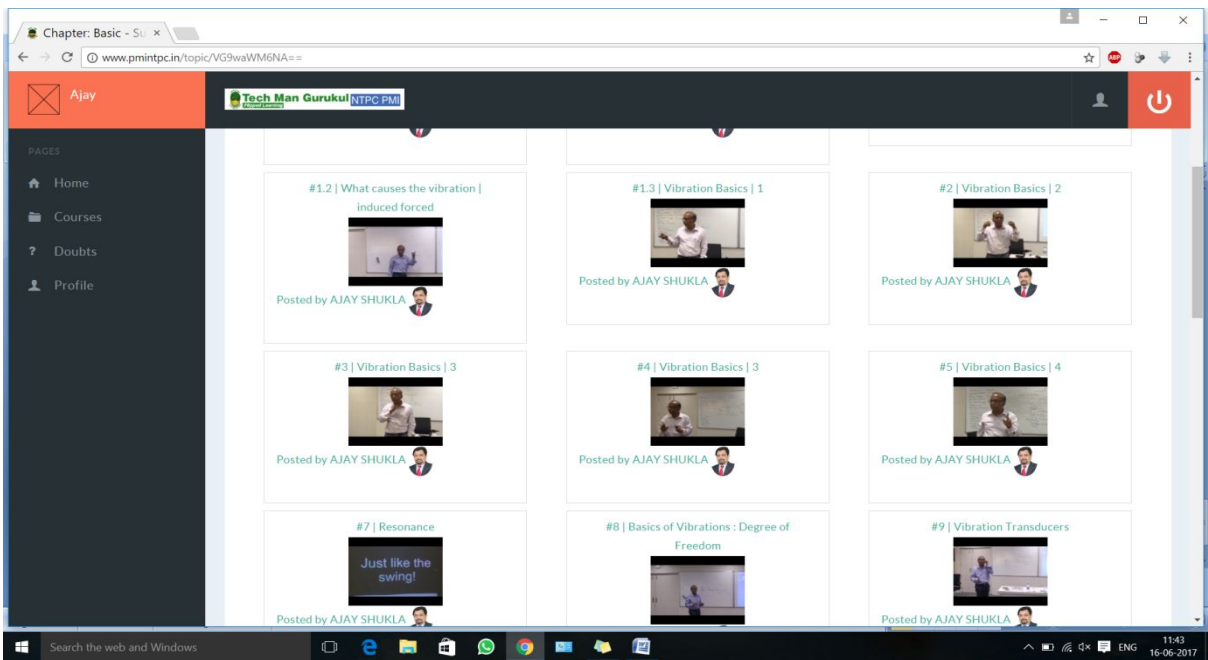 Chapter: Basic - Su
www.pmintpc.in/topic/VG9waWM6NA==
ABP
Ajay
Tech Man Gurukul NTPC PMI
PAGES
Home
Courses
Doubts
Profile
#1.2 | What causes the vibration |
induced forced
Posted by AJAY SHUKLA
#1.3 | Vibration Basics | 1
Posted by AJAY SHUKLA
#2 | Vibration Basics | 2
Posted by AJAY SHUKLA
#3 | Vibration Basics | 3
Posted by AJAY SHUKLA
#4 | Vibration Basics | 3
Posted by AJAY SHUKLA
#5 | Vibration Basics | 4
Posted by AJAY SHUKLA
#7 | Resonance
Just like the
swing!
Posted by AJAY SHUKLA
#8 | Basics of Vibrations : Degree of
Freedom
#9 | Vibration Transducers
Posted by AJAY SHUKLA
Search the web and Windows
ENG
11:43
16-06-2017